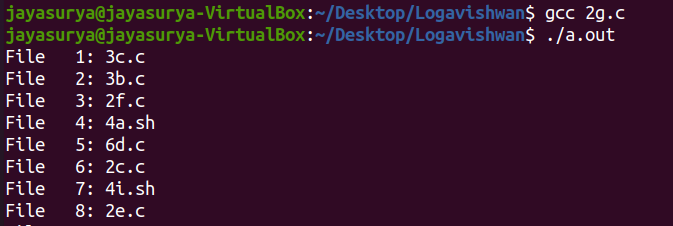 jayasurya@jayasurya-VirtualBox:~/Desktop/Logavishwan$ gcc 2g.c
jayasurya@jayasurya-VirtualBox:~/Desktop/Logavishwan$ ./a.out
File   1: 3c.c
File   2: 3b.c
File   3: 2f.c
File   4: 4a.sh
File   5: 6d.c
File   6: 2c.c
File   7: 4i.sh
File   8: 2e.c